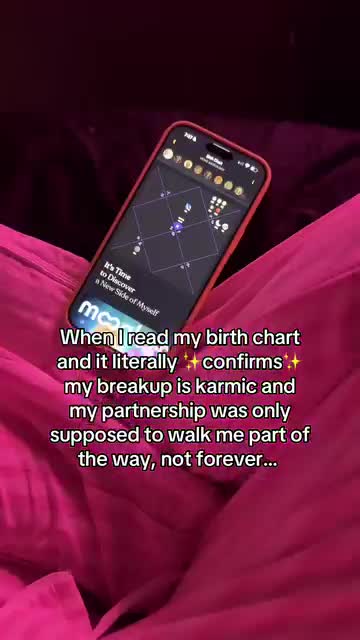 It's Time
to Discover
a New Side of Myself
When I read my birth chart
and it literally ✨confirms✨
my breakup is karmic and
my partnership was only
supposed to walk me part of
the way, not forever...